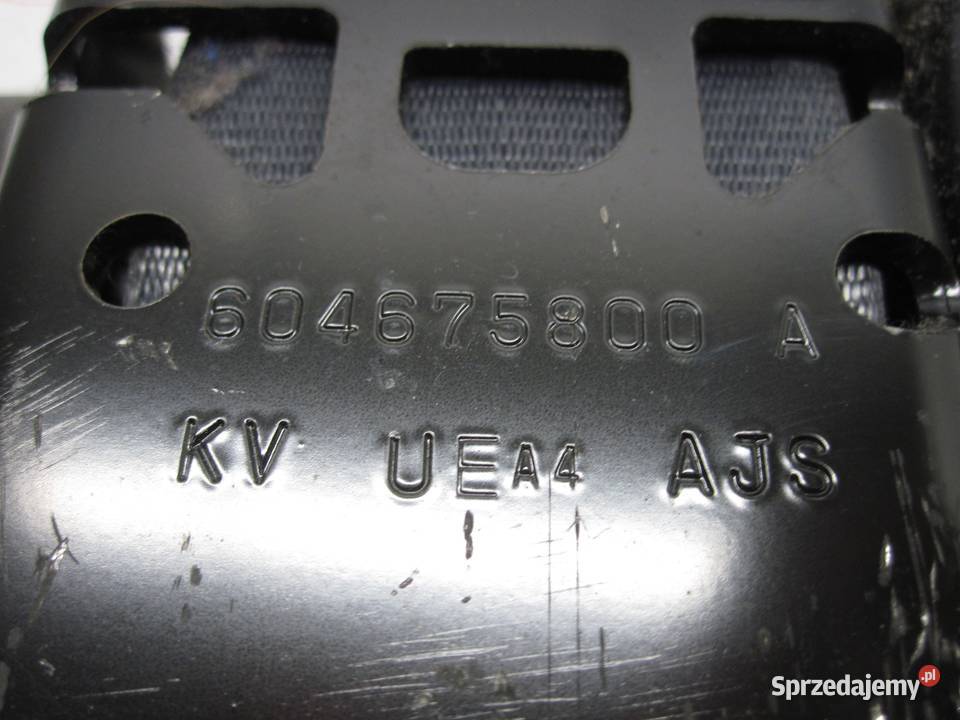 604675800 A
KV UEA4 AJS
Sprzedajemy.pl